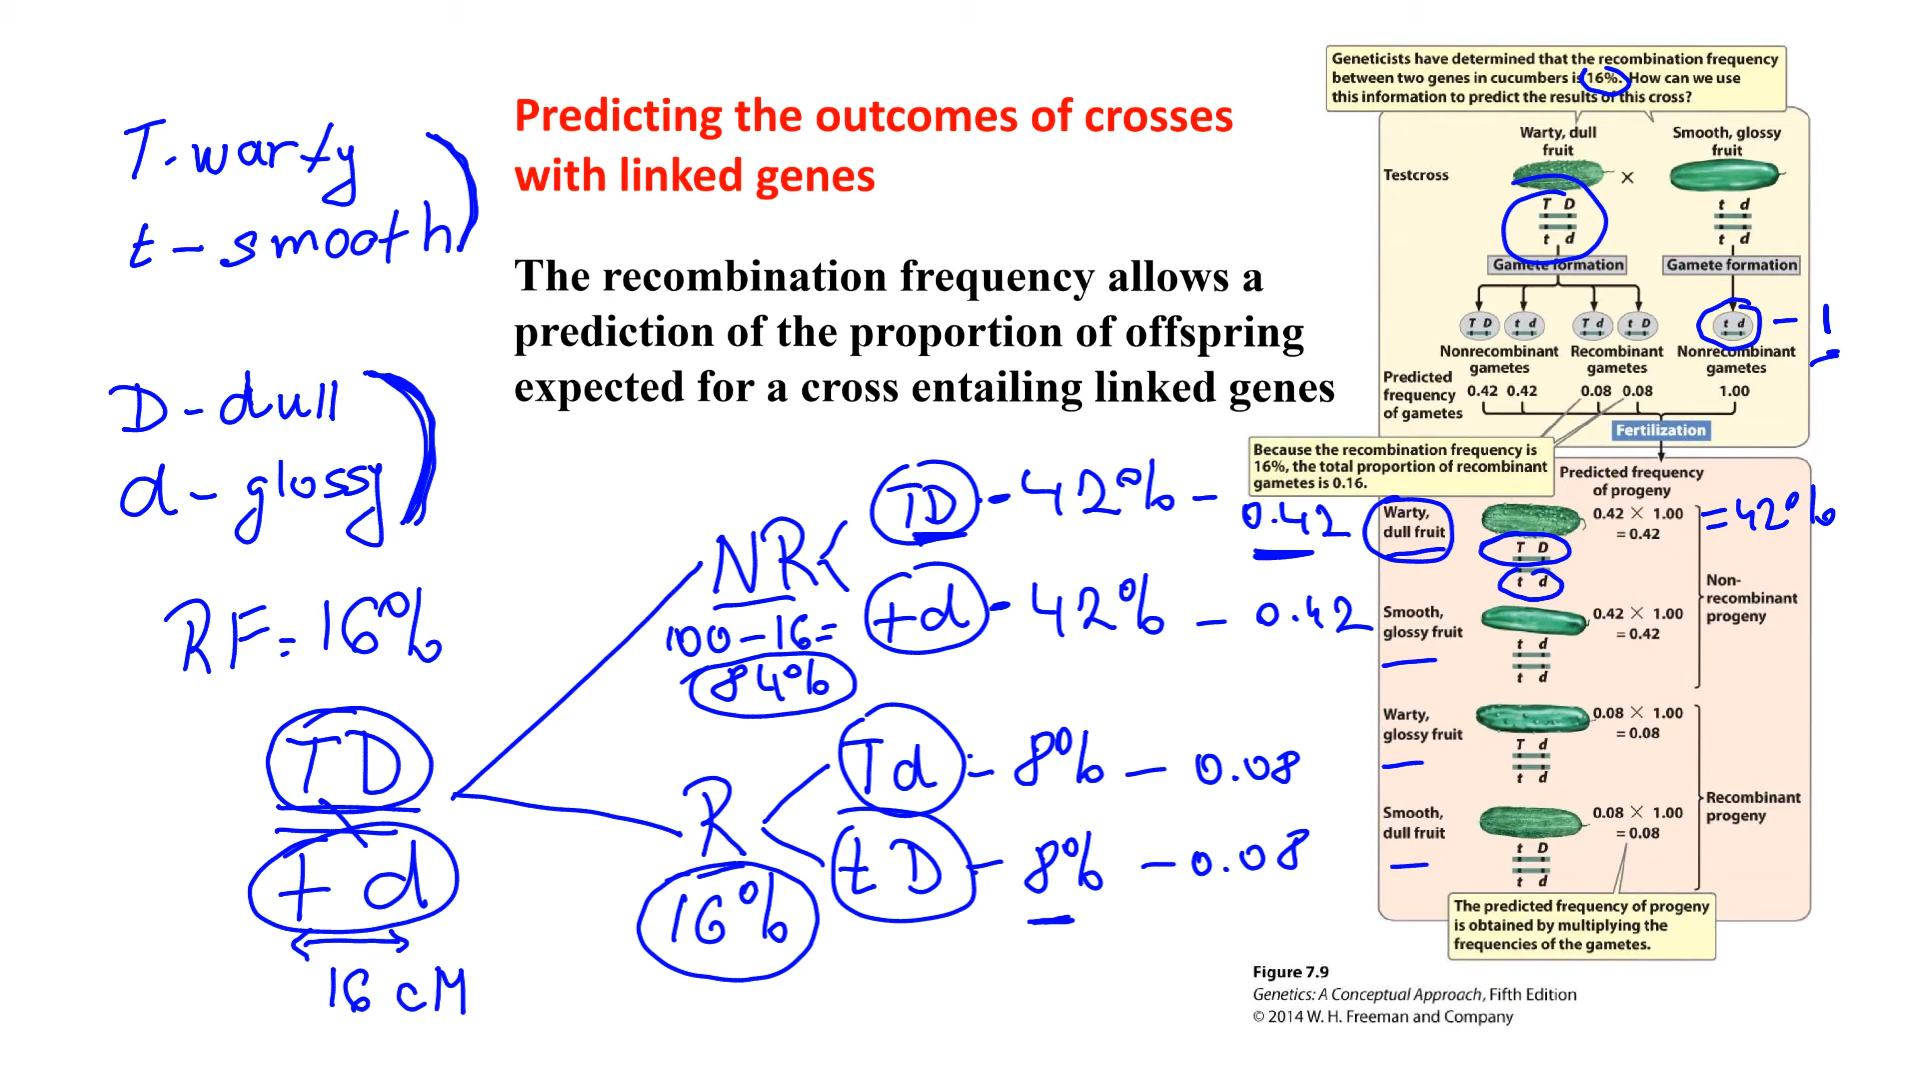 Predicting the outcomes of crosses
with linked genes
The recombination frequency allows a
prediction of the proportion of offspring
expected for a cross entailing linked genes
T-warty
t-smooth
D-dull
d-glossy
RF=16%
TD
td
16 cM
NR
100-16=
84%
TD-42%-0.42
td-42%-0.42
R
16%
Td-8%-0.08
tD-8%-0.08
Geneticists have determined that the recombination frequency
between two genes in cucumbers is 16%. How can we use
this information to predict the results of this cross?
Warty, dull
fruit
Smooth, glossy
fruit
Testcross
×
T D
t d
t d
t d
Gamete formation
Gamete formation
T D
t d
T d
t D
t d
-1
Nonrecombinant
gametes
Recombinant
gametes
Nonrecombinant
gametes
Predicted
frequency
of gametes
0.42 0.42 0.08 0.08 1.00
Fertilization
Because the recombination frequency is
16%, the total proportion of recombinant
gametes is 0.16.
Predicted frequency
of progeny
Warty,
dull fruit
T D
t d
0.42 × 1.00
= 0.42
=42%
Smooth,
glossy fruit
t d
t d
0.42 × 1.00
= 0.42
Non-
recombinant
progeny
Warty,
glossy fruit
T d
t d
0.08 × 1.00
= 0.08
Smooth,
dull fruit
t D
t d
0.08 × 1.00
= 0.08
Recombinant
progeny
The predicted frequency of progeny
is obtained by multiplying the
frequencies of the gametes.
Figure 7.9
Genetics: A Conceptual Approach, Fifth Edition
© 2014 W. H. Freeman and Company